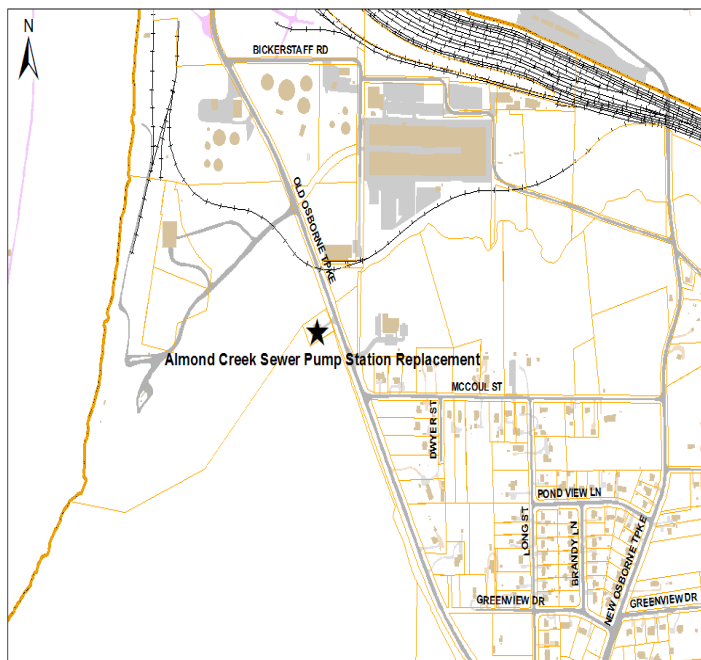 N
BICKERSTAFF RD
OLD OSBORNE TPKE
Almond Creek Sewer Pump Station Replacement
MCCOUL ST
DWYER ST
POND VIEW LN
LONG ST
BRANDY LN
NEW OSBORNE TPKE
GREENVIEW DR
GREENVIEW DR